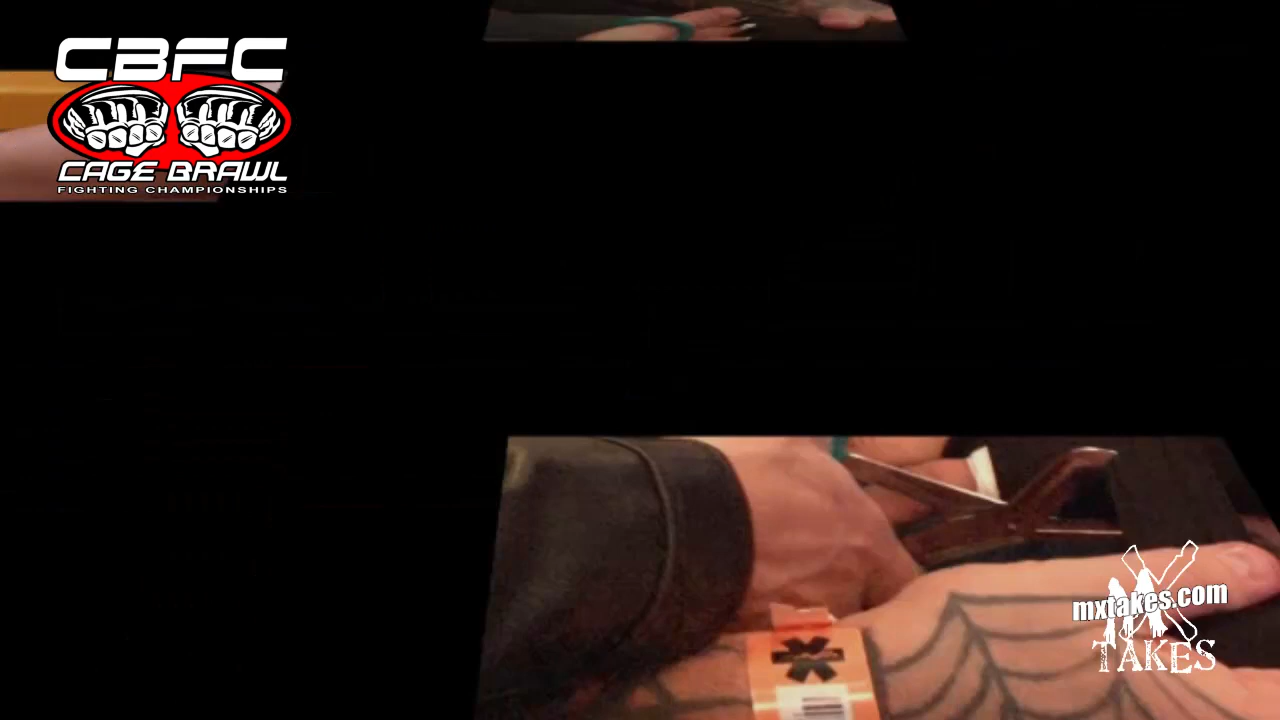 CBFC
CAGE BRAWL
FIGHTING CHAMPIONSHIPS
mxtakes.com
TAKES